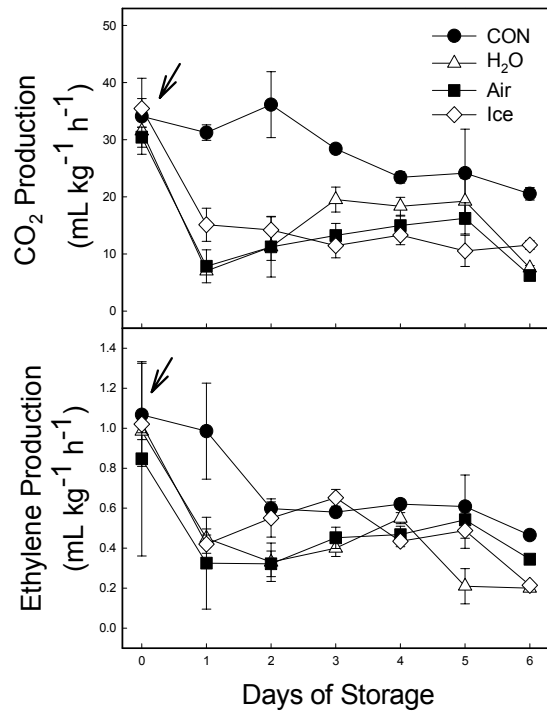 60
50
40
30
20
10
0
CO₂ Production
(mL kg⁻¹ h⁻¹)
CON
H₂O
Air
Ice
1.4
1.2
1.0
0.8
0.6
0.4
0.2
0.0
Ethylene Production
(mL kg⁻¹ h⁻¹)
0 1 2 3 4 5 6
Days of Storage